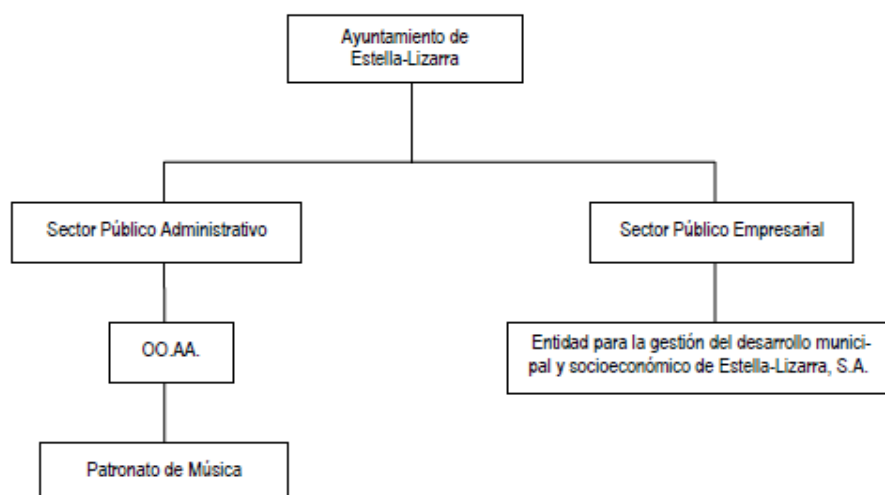 Ayuntamiento de
Estella-Lizarra
Sector Público Administrativo
Sector Público Empresarial
OO.AA.
Entidad para la gestión del desarrollo munici-
pal y socioeconómico de Estella-Lizarra, S.A.
Patronato de Música